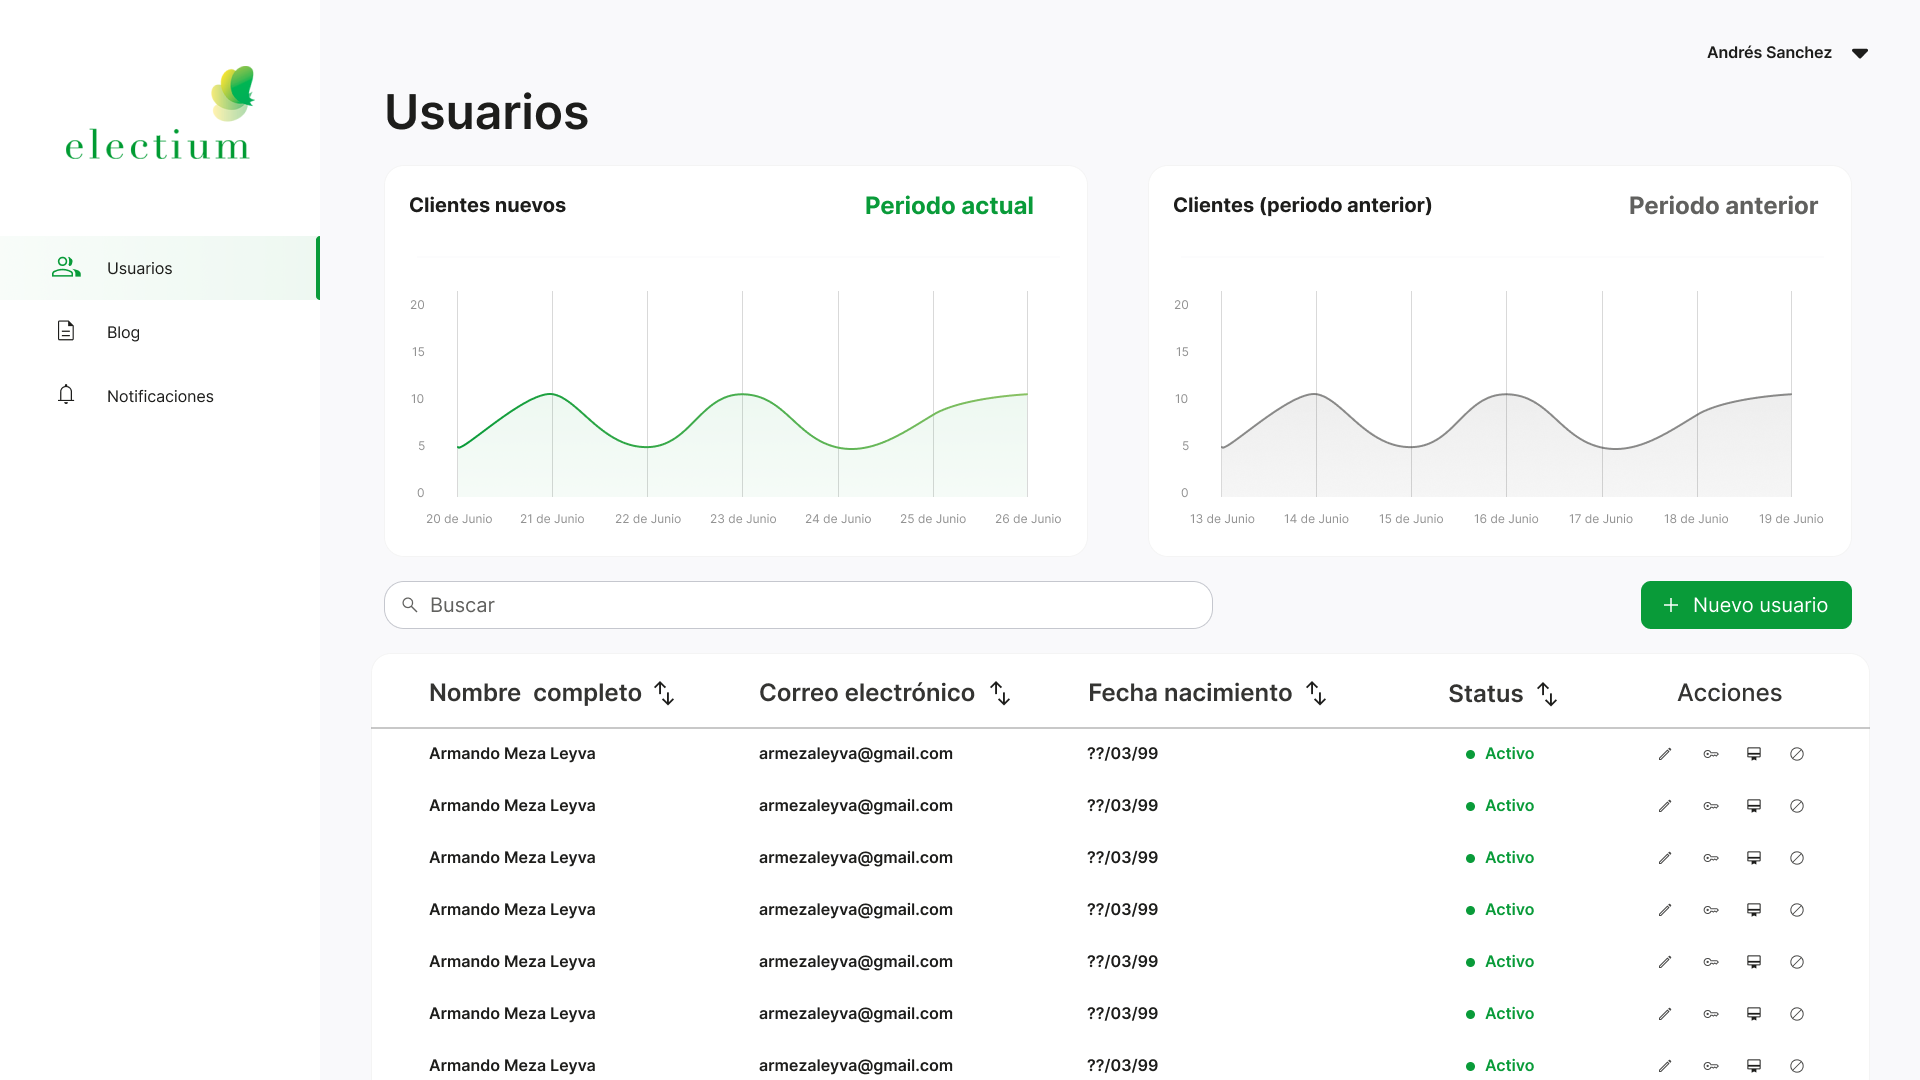 Andrés Sanchez
electium
Usuarios
Blog
Notificaciones
Usuarios
Clientes nuevos Periodo actual
20
15
10
5
0
20 de Junio 21 de Junio 22 de Junio 23 de Junio 24 de Junio 25 de Junio 26 de Junio
Clientes (periodo anterior) Periodo anterior
20
15
10
5
0
13 de Junio 14 de Junio 15 de Junio 16 de Junio 17 de Junio 18 de Junio 19 de Junio
Buscar
+ Nuevo usuario
Nombre completo Correo electrónico Fecha nacimiento Status Acciones
Armando Meza Leyva armezaleyva@gmail.com ??/03/99 Activo
Armando Meza Leyva armezaleyva@gmail.com ??/03/99 Activo
Armando Meza Leyva armezaleyva@gmail.com ??/03/99 Activo
Armando Meza Leyva armezaleyva@gmail.com ??/03/99 Activo
Armando Meza Leyva armezaleyva@gmail.com ??/03/99 Activo
Armando Meza Leyva armezaleyva@gmail.com ??/03/99 Activo
Armando Meza Leyva armezaleyva@gmail.com ??/03/99 Activo